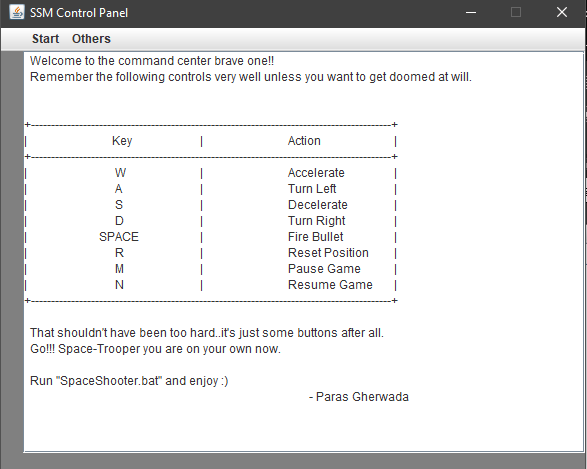 SSM Control Panel
Start Others
Welcome to the command center brave one!!
Remember the following controls very well unless you want to get doomed at will.
+--------------------------------------------------------------------------------------+
| Key | Action |
+--------------------------------------------------------------------------------------+
| W | Accelerate |
| A | Turn Left |
| S | Decelerate |
| D | Turn Right |
| SPACE | Fire Bullet |
| R | Reset Position |
| M | Pause Game |
| N | Resume Game |
+--------------------------------------------------------------------------------------+
That shouldn't have been too hard..it's just some buttons after all.
Go!!! Space-Trooper you are on your own now.
Run "SpaceShooter.bat" and enjoy :)
- Paras Gherwada